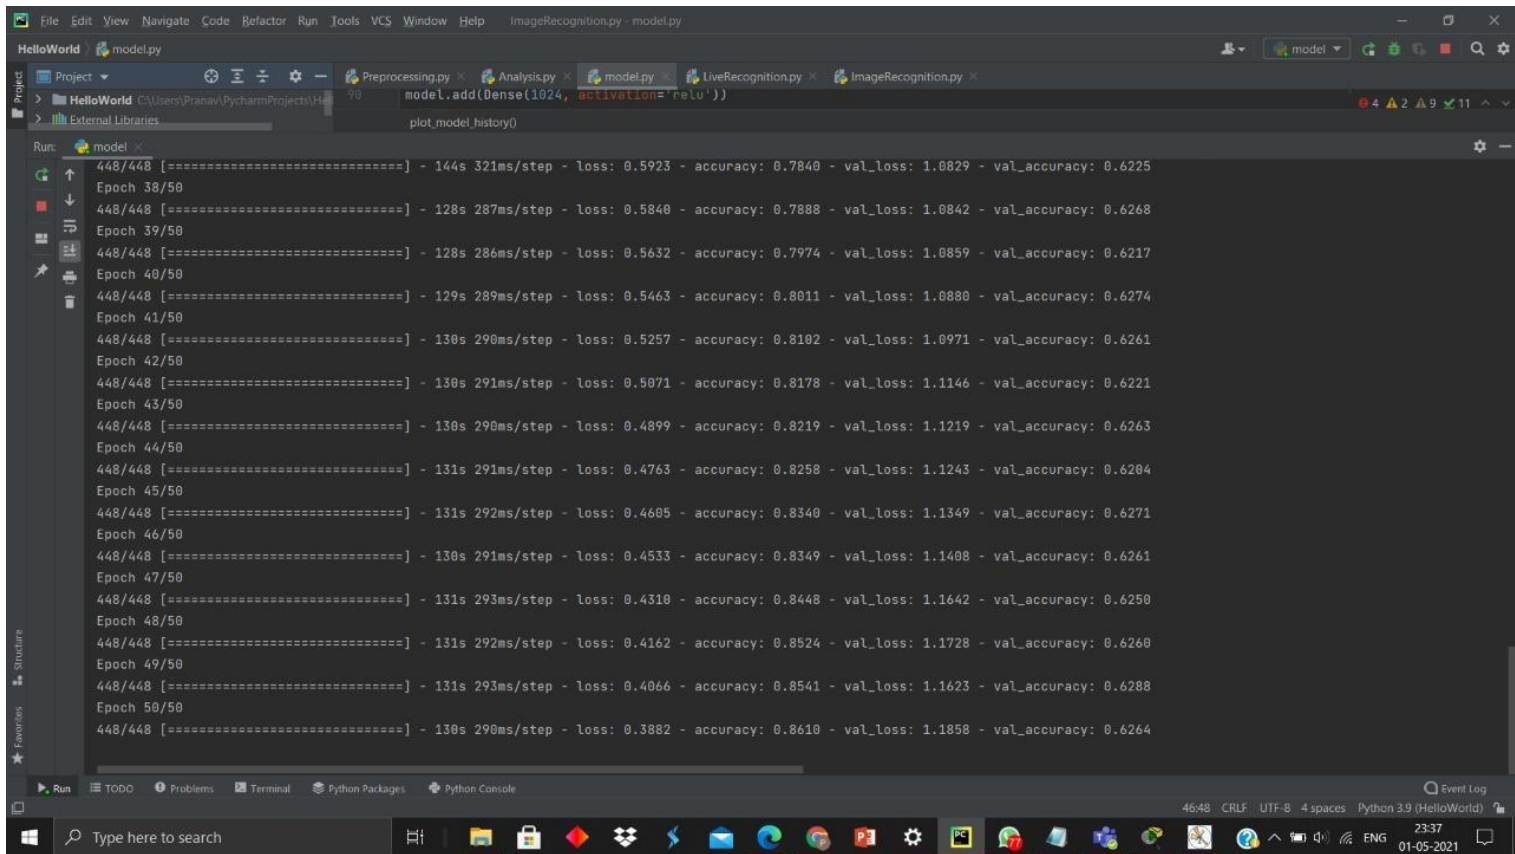 File Edit View Navigate Code Refactor Run Tools VCS Window Help ImageRecognition.py - model.py
HelloWorld model.py model
Project Preprocessing.py Analysis.py model.py LiveRecognition.py ImageRecognition.py
HelloWorld C:\Users\Pranav\PycharmProjects\Hel 90 model.add(Dense(1024, activation='relu')) 4 2 9 11
External Libraries plot_model_history()
Run: model
448/448 [==============================] - 144s 321ms/step - loss: 0.5923 - accuracy: 0.7840 - val_loss: 1.0829 - val_accuracy: 0.6225
Epoch 38/50
448/448 [==============================] - 128s 287ms/step - loss: 0.5840 - accuracy: 0.7888 - val_loss: 1.0842 - val_accuracy: 0.6268
Epoch 39/50
448/448 [==============================] - 128s 286ms/step - loss: 0.5632 - accuracy: 0.7974 - val_loss: 1.0859 - val_accuracy: 0.6217
Epoch 40/50
448/448 [==============================] - 129s 289ms/step - loss: 0.5463 - accuracy: 0.8011 - val_loss: 1.0880 - val_accuracy: 0.6274
Epoch 41/50
448/448 [==============================] - 130s 290ms/step - loss: 0.5257 - accuracy: 0.8102 - val_loss: 1.0971 - val_accuracy: 0.6261
Epoch 42/50
448/448 [==============================] - 130s 291ms/step - loss: 0.5071 - accuracy: 0.8178 - val_loss: 1.1146 - val_accuracy: 0.6221
Epoch 43/50
448/448 [==============================] - 130s 290ms/step - loss: 0.4899 - accuracy: 0.8219 - val_loss: 1.1219 - val_accuracy: 0.6263
Epoch 44/50
448/448 [==============================] - 131s 291ms/step - loss: 0.4763 - accuracy: 0.8258 - val_loss: 1.1243 - val_accuracy: 0.6204
Epoch 45/50
448/448 [==============================] - 131s 292ms/step - loss: 0.4605 - accuracy: 0.8340 - val_loss: 1.1349 - val_accuracy: 0.6271
Epoch 46/50
448/448 [==============================] - 130s 291ms/step - loss: 0.4533 - accuracy: 0.8349 - val_loss: 1.1408 - val_accuracy: 0.6261
Epoch 47/50
448/448 [==============================] - 131s 293ms/step - loss: 0.4310 - accuracy: 0.8448 - val_loss: 1.1642 - val_accuracy: 0.6250
Epoch 48/50
448/448 [==============================] - 131s 292ms/step - loss: 0.4162 - accuracy: 0.8524 - val_loss: 1.1728 - val_accuracy: 0.6260
Epoch 49/50
448/448 [==============================] - 131s 293ms/step - loss: 0.4066 - accuracy: 0.8541 - val_loss: 1.1623 - val_accuracy: 0.6288
Epoch 50/50
448/448 [==============================] - 130s 290ms/step - loss: 0.3882 - accuracy: 0.8610 - val_loss: 1.1858 - val_accuracy: 0.6264
Project
Structure
Favorites
Run TODO Problems Terminal Python Packages Python Console Event Log
46:48 CRLF UTF-8 4 spaces Python 3.9 (HelloWorld)
Type here to search ENG 23:37
01-05-2021